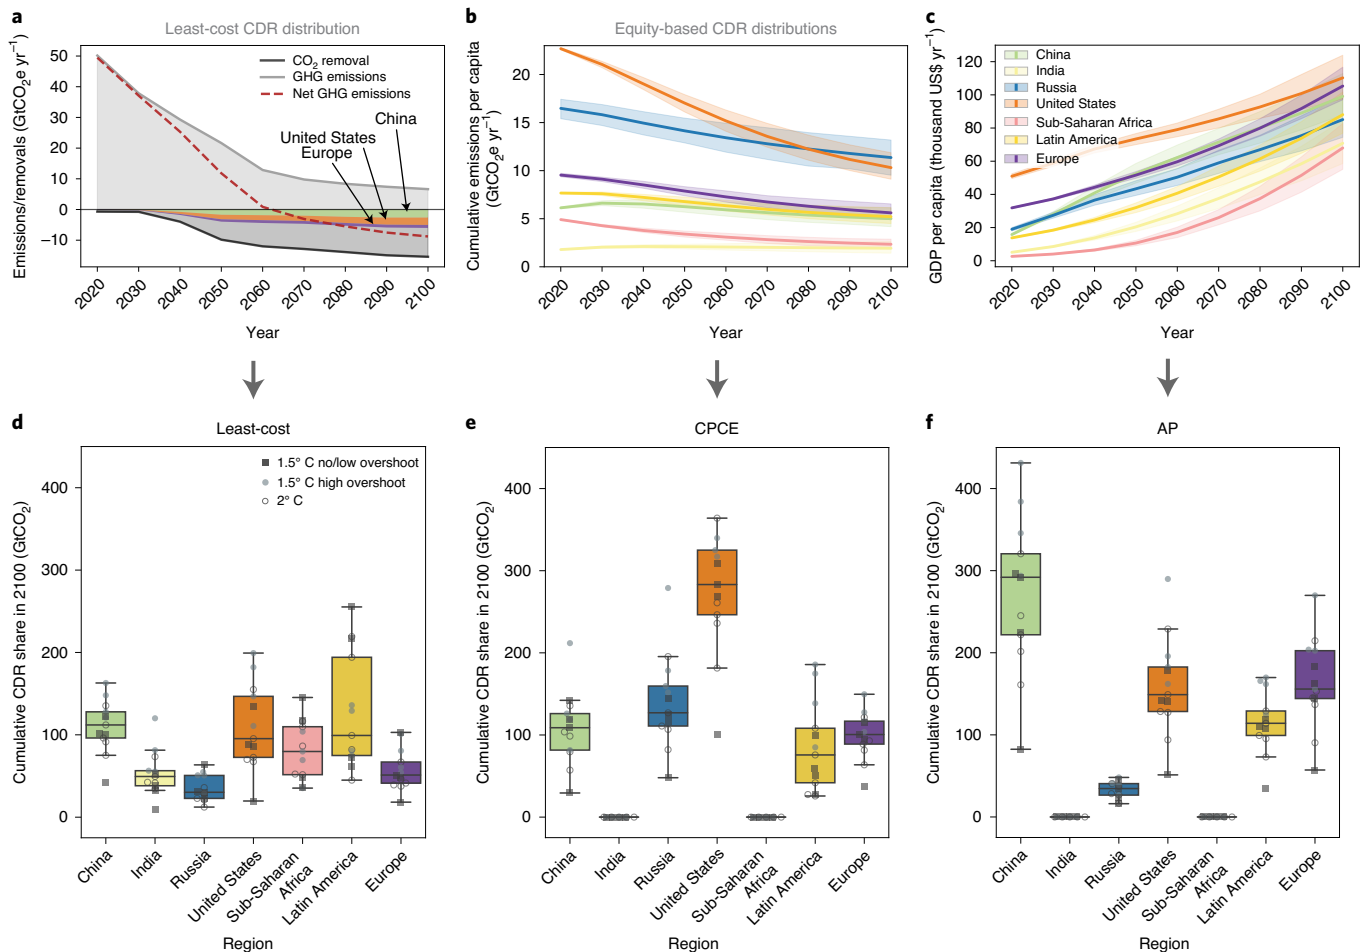 a
Least-cost CDR distribution
Emissions/removals (GtCO2e yr−1)
50
40
30
20
10
0
−10
CO2 removal
GHG emissions
Net GHG emissions
China
United States
Europe
2020
2030
2040
2050
2060
2070
2080
2090
2100
Year
b
Equity-based CDR distributions
Cumulative emissions per capita
(GtCO2e yr−1)
20
15
10
5
0
2020
2030
2040
2050
2060
2070
2080
2090
2100
Year
c
GDP per capita (thousand US$ yr−1)
120
100
80
60
40
20
0
China
India
Russia
United States
Sub-Saharan Africa
Latin America
Europe
2020
2030
2040
2050
2060
2070
2080
2090
2100
Year
d
Least-cost
Cumulative CDR share in 2100 (GtCO2)
400
300
200
100
0
1.5° C no/low overshoot
1.5° C high overshoot
2° C
China
India
Russia
United States
Sub-Saharan
Africa
Latin America
Europe
Region
e
CPCE
Cumulative CDR share in 2100 (GtCO2)
400
300
200
100
0
China
India
Russia
United States
Sub-Saharan
Africa
Latin America
Europe
Region
f
AP
Cumulative CDR share in 2100 (GtCO2)
400
300
200
100
0
China
India
Russia
United States
Sub-Saharan
Africa
Latin America
Europe
Region